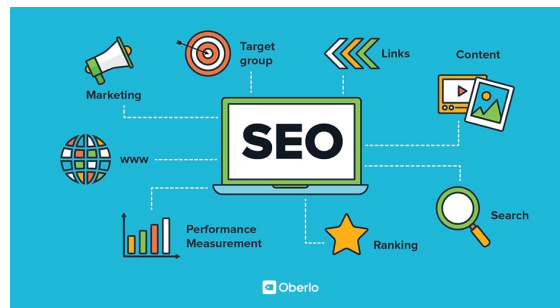 Target
group
Links
Content
Marketing
SEO
www
Search
Performance
Measurement
Ranking
Oberlo